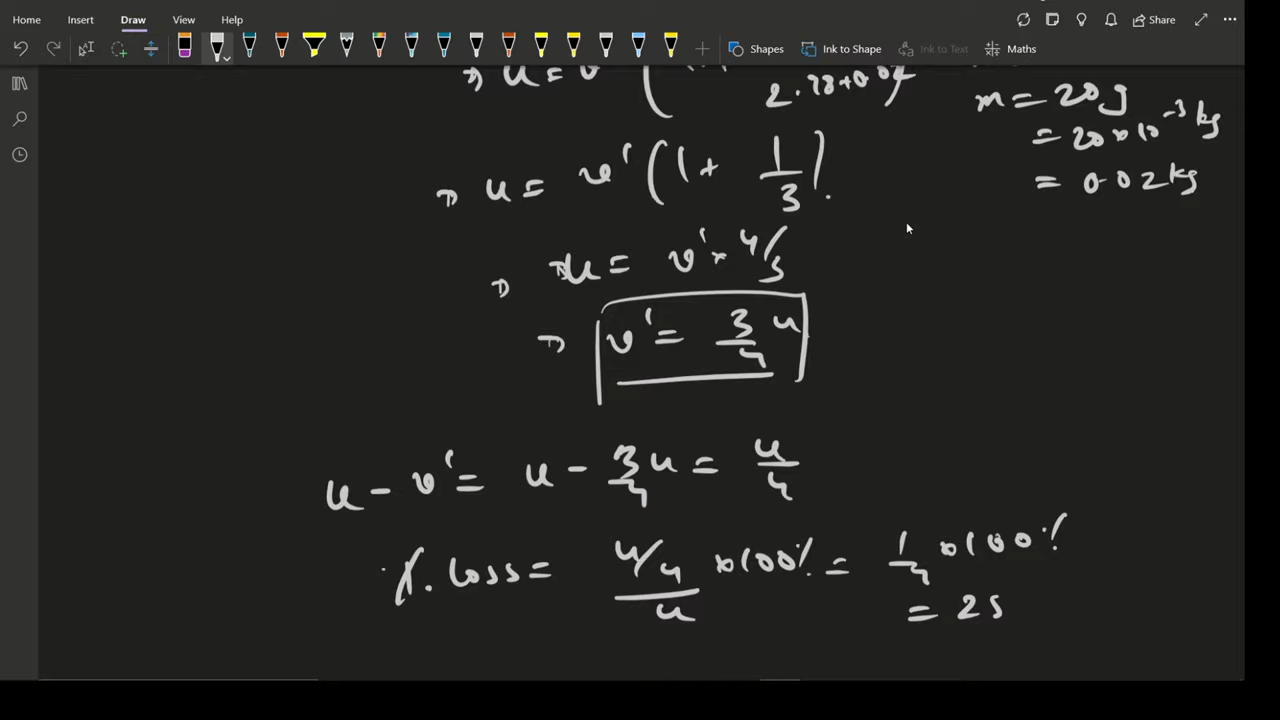 Home Insert Draw View Help Share
Shapes Ink to Shape Ink to Text Maths
2.98+0.02
m = 20g
= 20 × 10⁻³ kg
= 0.02 kg
⇒ u = v' (1 + 1/3)
⇒ u = v' × 4/3
⇒ v' = 3/4 u
u - v' = u - 3/4 u = u/4
%. loss = (u/4)/u × 100% = 1/4 × 100%
= 25